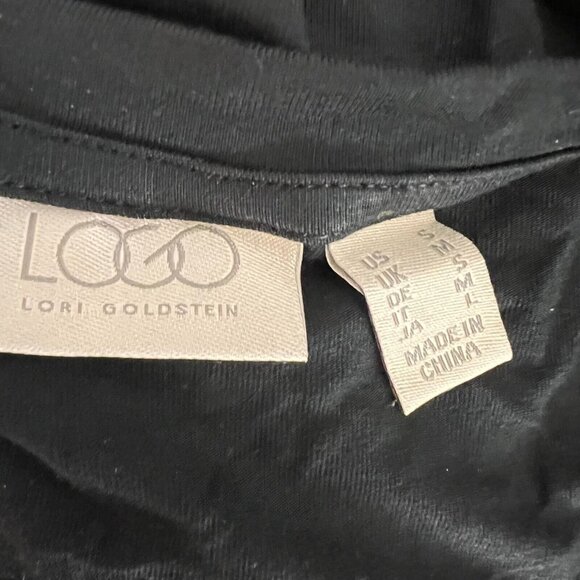 LOGO
LORI GOLDSTEIN
US S
UK M
DE S
IT M
JA L
MADE IN
CHINA